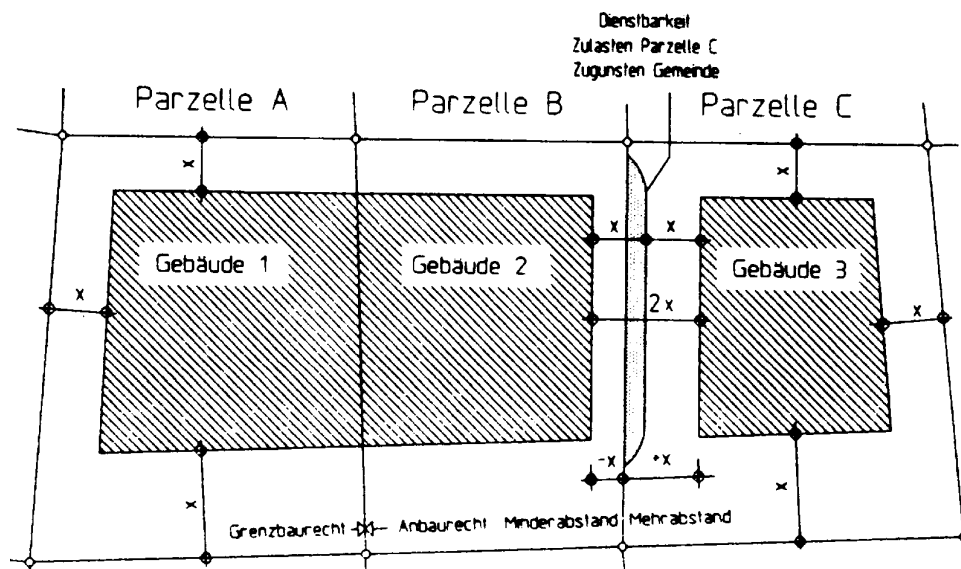 Dienstbarkeit
Zulasten Parzelle C
Zugunsten Gemeinde
Parzelle A
Parzelle B
Parzelle C
x
x
x
x
Gebäude 1
Gebäude 2
Gebäude 3
x
2x
x
-x
+x
x
x
Grenzbaurecht Anbaurecht Minderabstand Mehrabstand